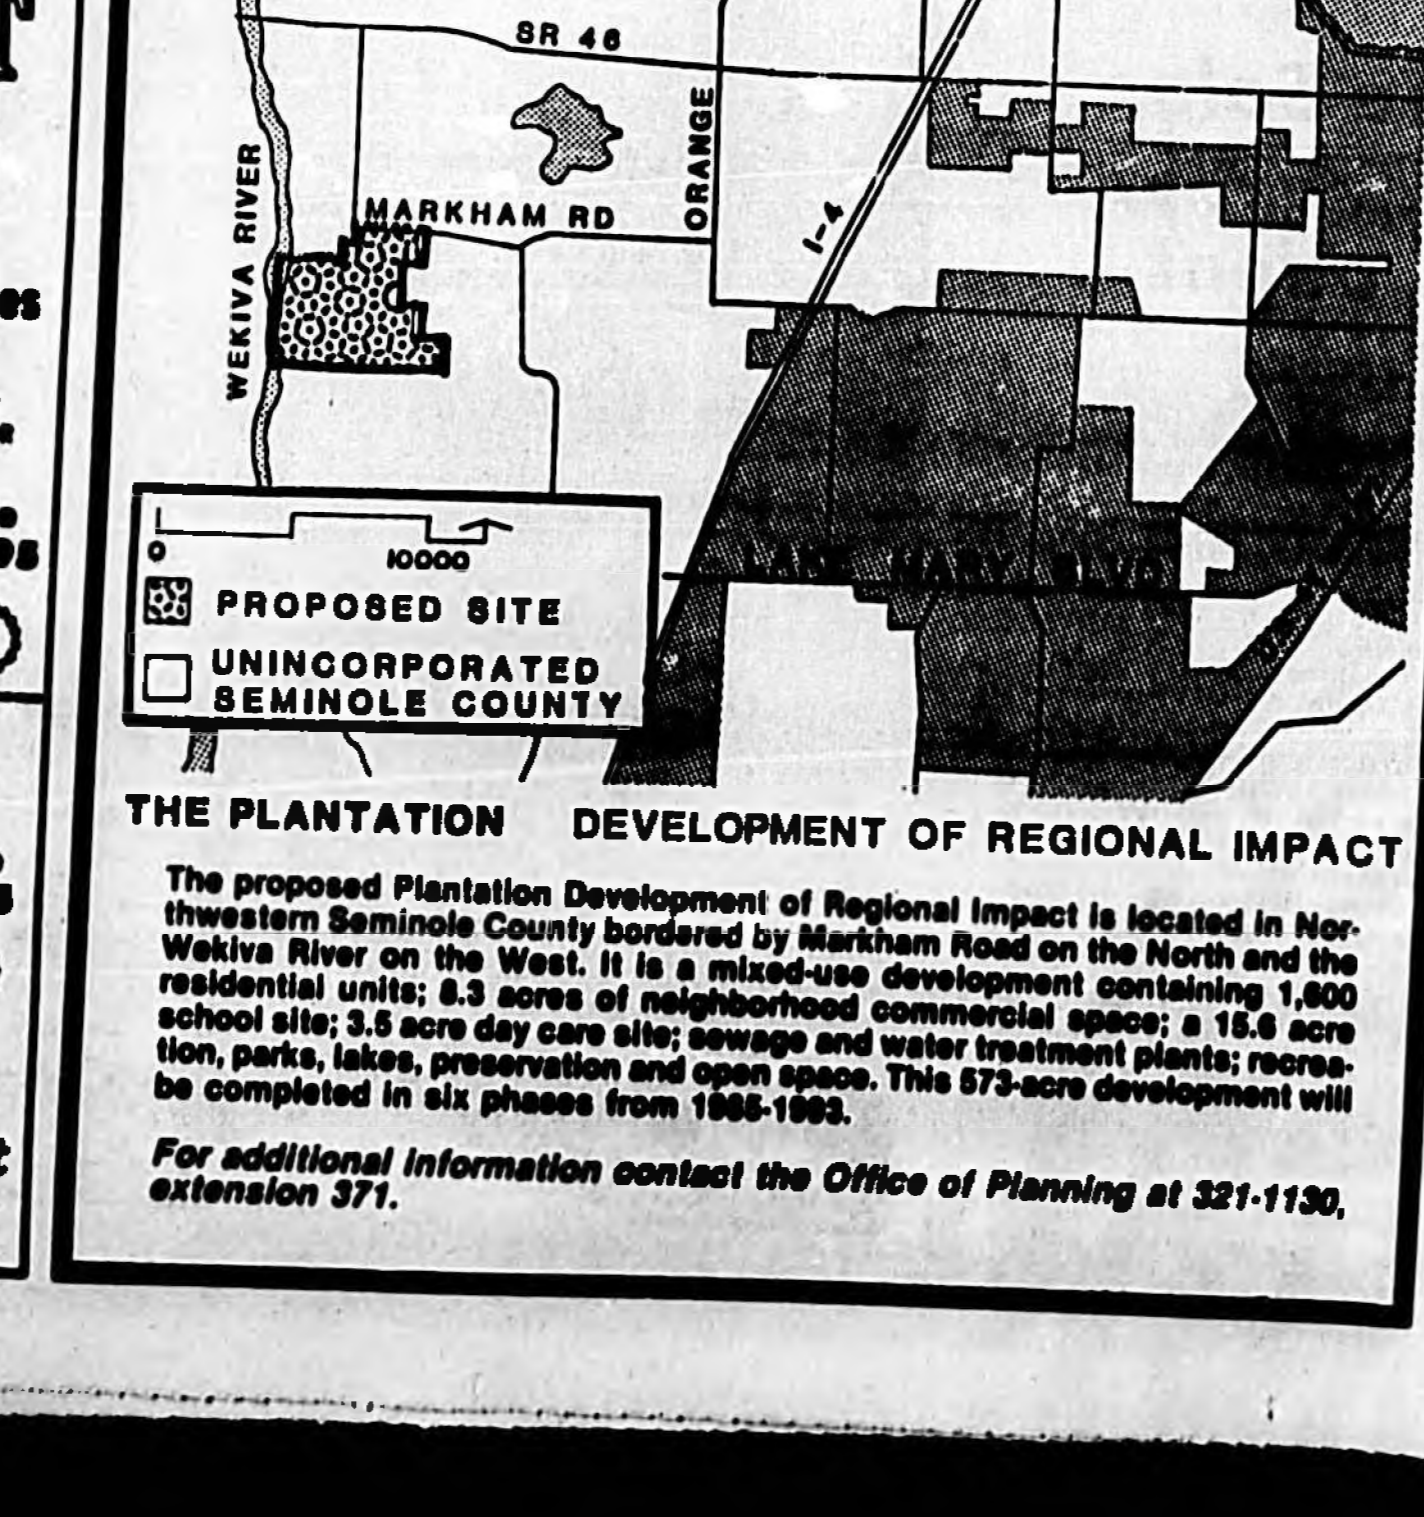 SR 46
ORANGE
WEKIVA RIVER
MARKHAM RD
I-4
LAKE MARY BLVD
0
10000
PROPOSED SITE
UNINCORPORATED
SEMINOLE COUNTY
THE PLANTATION DEVELOPMENT OF REGIONAL IMPACT
The proposed Plantation Development of Regional Impact is located in Nor-
thwestern Seminole County bordered by Markham Road on the North and the
Wekiva River on the West. It is a mixed-use development containing 1,600
residential units; 8.3 acres of neighborhood commercial space; a 15.6 acre
school site; 3.5 acre day care site; sewage and water treatment plants; recrea-
tion, parks, lakes, preservation and open space. This 573-acre development will
be completed in six phases from 1985-1993.
For additional information contact the Office of Planning at 321-1130,
extension 371.